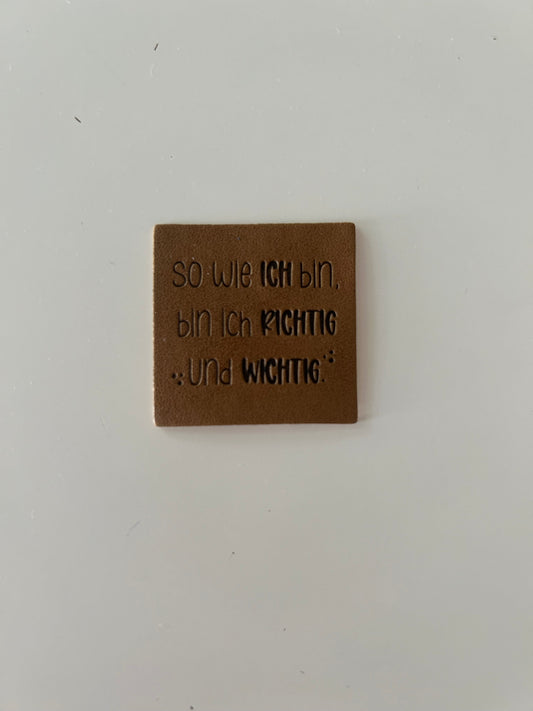 So wie ICH bin,
bin ich RICHTIG
und WICHTIG.